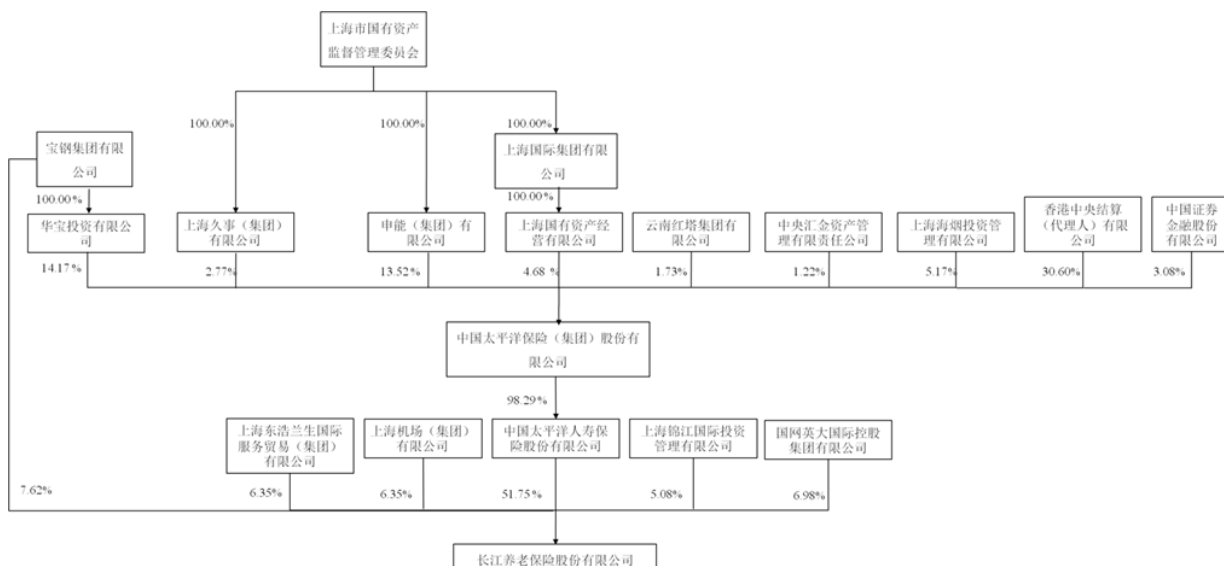 上海市国有资产
监督管理委员会
100.00%
100.00%
100.00%
宝钢集团有限
公司
上海国际集团有限
公司
100.00%
100.00%
华宝投资有限公
司
上海久事（集团）
有限公司
申能（集团）有
限公司
上海国有资产经
营有限公司
云南红塔集团有
限公司
中央汇金资产管
理有限责任公司
上海海烟投资管
理有限公司
香港中央结算
（代理人）有
限公司
中国证券
金融股份
有限公司
14.17%
2.77%
13.52%
4.68 %
1.73%
1.22%
5.17%
30.60%
3.08%
中国太平洋保险（集团）股份有
限公司
98.29%
上海东浩兰生国际
服务贸易（集团）
有限公司
上海机场（集团）
有限公司
中国太平洋人寿保
险股份有限公司
上海锦江国际投资
管理有限公司
国网英大国际控股
集团有限公司
7.62%
6.35%
6.35%
51.75%
5.08%
6.98%
长江养老保险股份有限公司